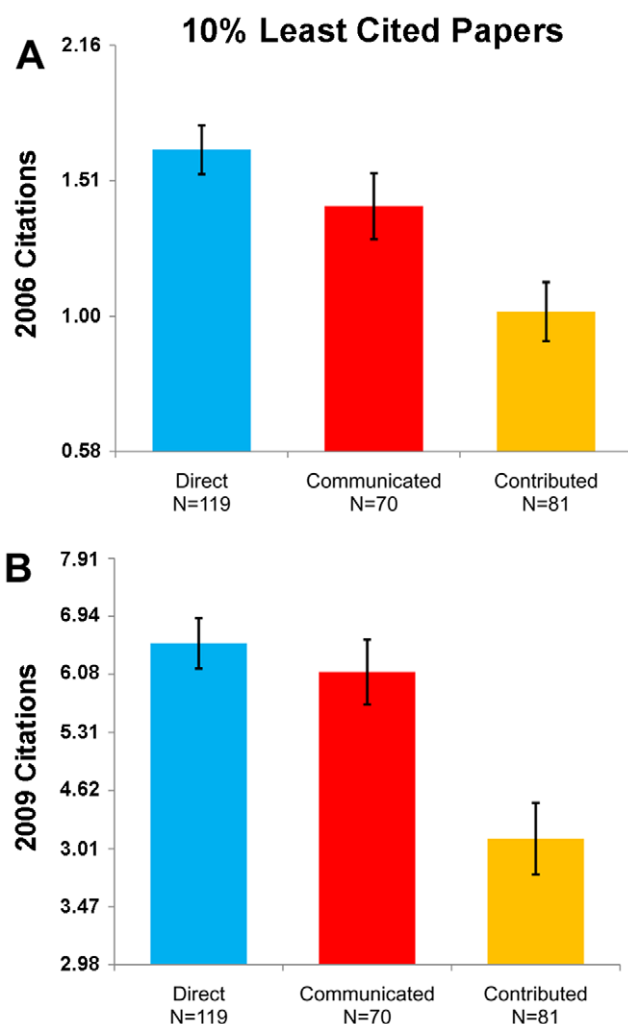 10% Least Cited Papers
A
2006 Citations
2.16
1.51
1.00
0.58
Direct
N=119
Communicated
N=70
Contributed
N=81
B
2009 Citations
7.91
6.94
6.08
5.31
4.62
3.01
3.47
2.98
Direct
N=119
Communicated
N=70
Contributed
N=81